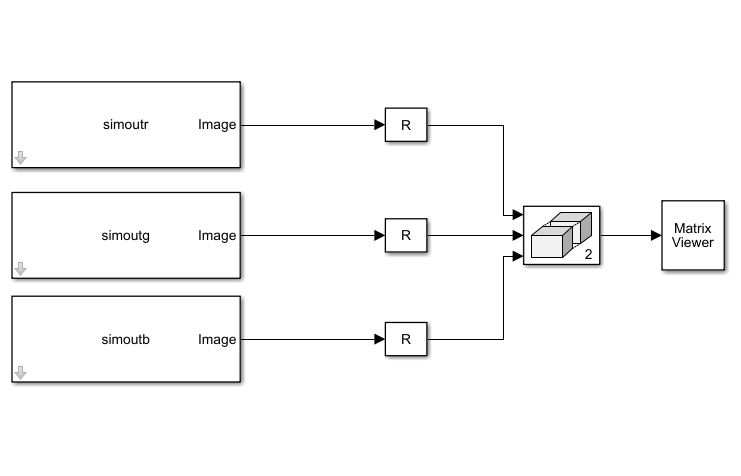 simoutr Image R
simoutg Image R
2
Matrix
Viewer
simoutb Image R